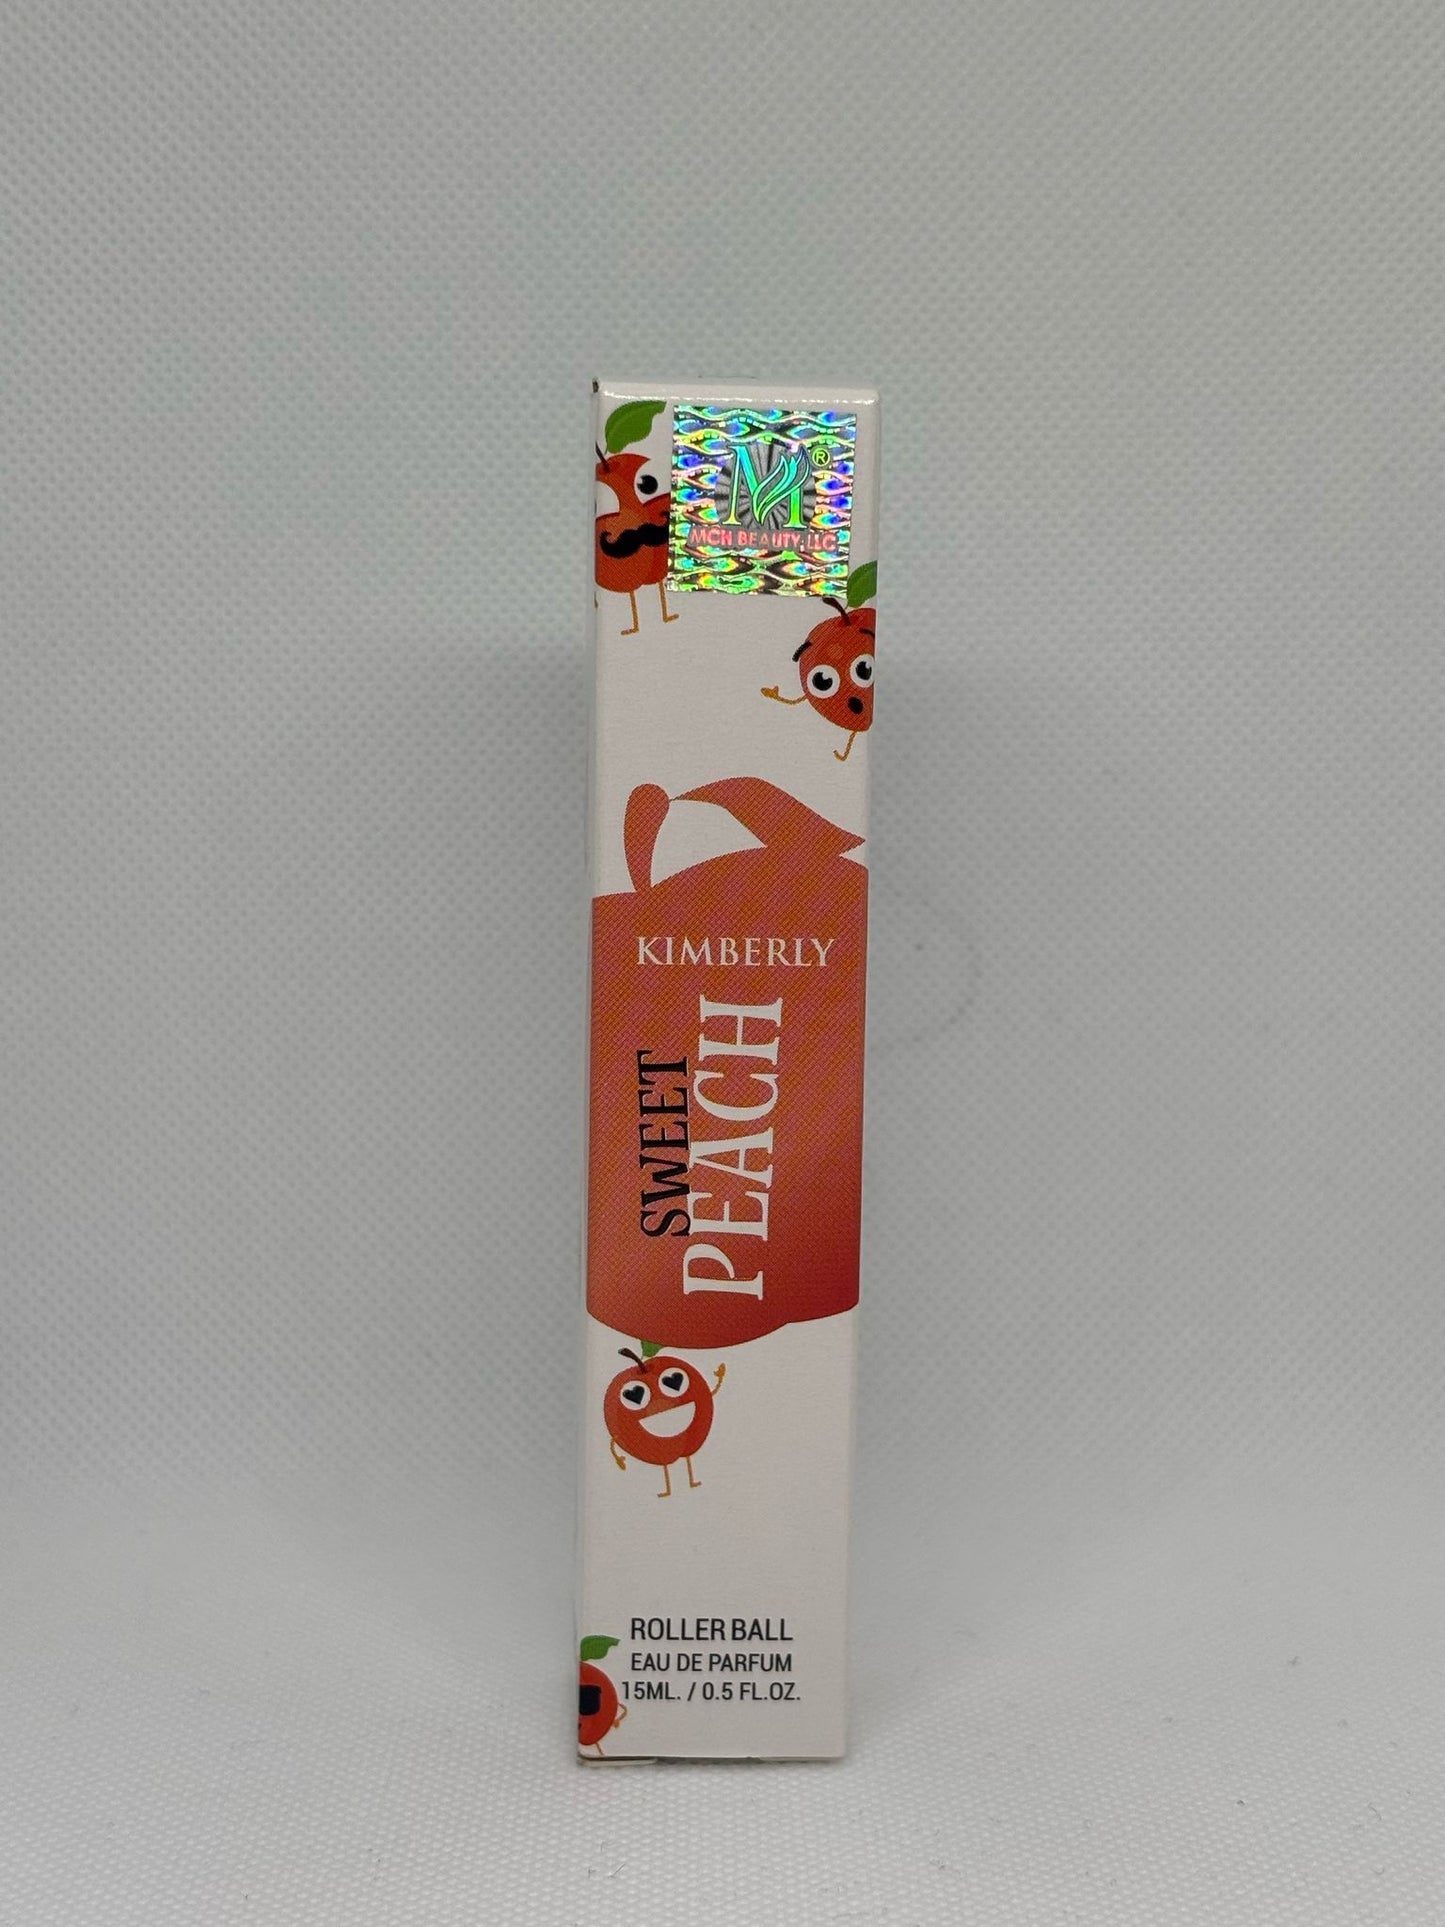 M®
MCH BEAUTY, LLC
KIMBERLY
SWEET
PEACH
ROLLER BALL
EAU DE PARFUM
15ML. / 0.5 FL.OZ.